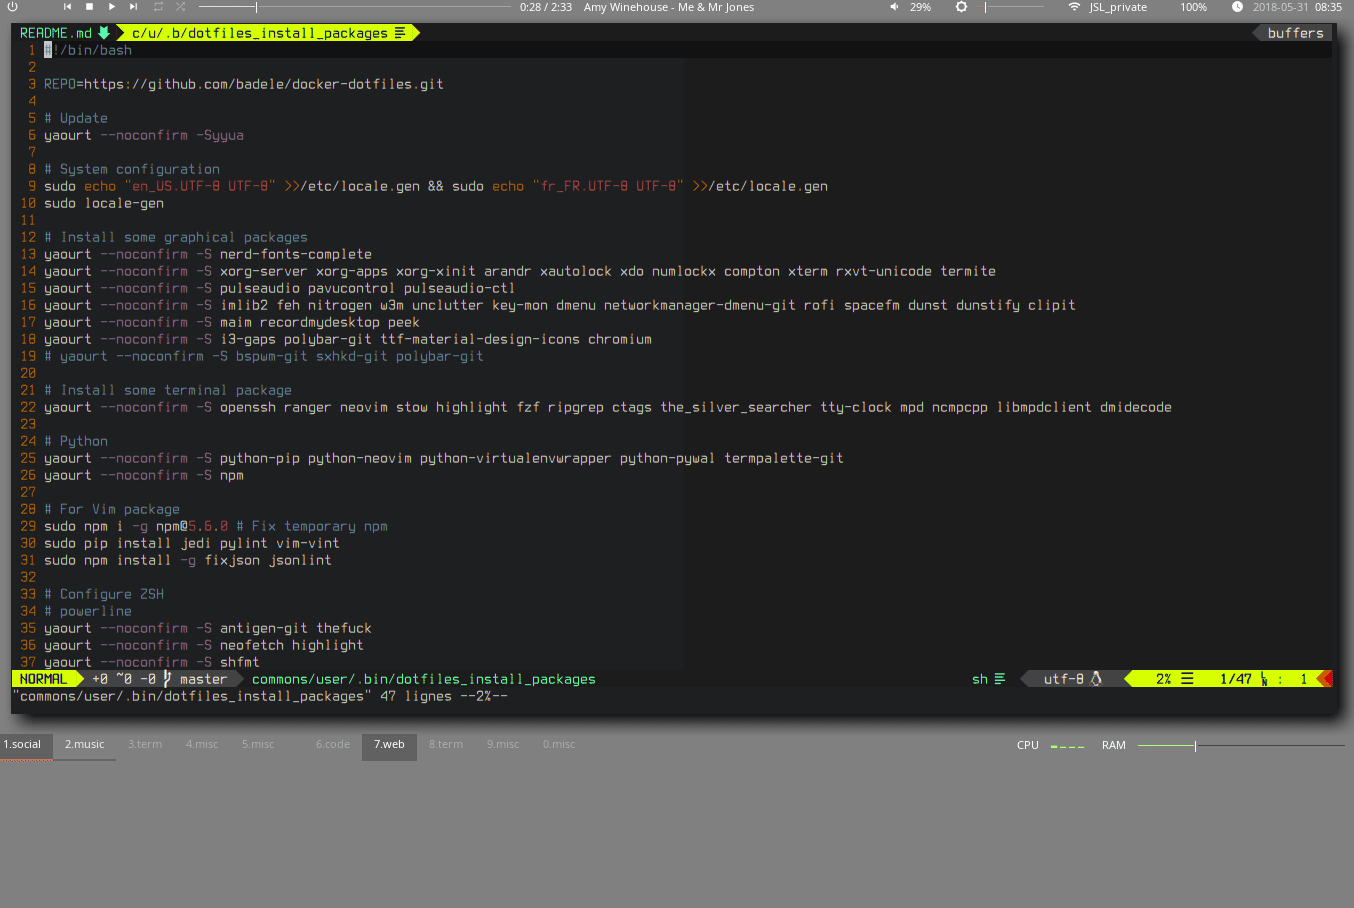 0:28 / 2:33 Amy Winehouse - Me & Mr Jones 29% JSL_private 100% 2018-05-31 08:35
README.md c/u/.b/dotfiles_install_packages buffers
1 #!/bin/bash
2
3 REPO=https://github.com/badele/docker-dotfiles.git
4
5 # Update
6 yaourt --noconfirm -Syyua
7
8 # System configuration
9 sudo echo "en_US.UTF-8 UTF-8" >>/etc/locale.gen && sudo echo "fr_FR.UTF-8 UTF-8" >>/etc/locale.gen
10 sudo locale-gen
11
12 # Install some graphical packages
13 yaourt --noconfirm -S nerd-fonts-complete
14 yaourt --noconfirm -S xorg-server xorg-apps xorg-xinit arandr xautolock xdo numlockx compton xterm rxvt-unicode termite
15 yaourt --noconfirm -S pulseaudio pavucontrol pulseaudio-ctl
16 yaourt --noconfirm -S imlib2 feh nitrogen w3m unclutter key-mon dmenu networkmanager-dmenu-git rofi spacefm dunst dunstify clipit
17 yaourt --noconfirm -S maim recordmydesktop peek
18 yaourt --noconfirm -S i3-gaps polybar-git ttf-material-design-icons chromium
19 # yaourt --noconfirm -S bspwm-git sxhkd-git polybar-git
20
21 # Install some terminal package
22 yaourt --noconfirm -S openssh ranger neovim stow highlight fzf ripgrep ctags the_silver_searcher tty-clock mpd ncmpcpp libmpdclient dmidecode
23
24 # Python
25 yaourt --noconfirm -S python-pip python-neovim python-virtualenvwrapper python-pywal termpalette-git
26 yaourt --noconfirm -S npm
27
28 # For Vim package
29 sudo npm i -g npm@5.6.0 # Fix temporary npm
30 sudo pip install jedi pylint vim-vint
31 sudo npm install -g fixjson jsonlint
32
33 # Configure ZSH
34 # powerline
35 yaourt --noconfirm -S antigen-git thefuck
36 yaourt --noconfirm -S neofetch highlight
37 yaourt --noconfirm -S shfmt
NORMAL +0 ~0 -0 master commons/user/.bin/dotfiles_install_packages sh utf-8 2% 1/47 LN : 1
"commons/user/.bin/dotfiles_install_packages" 47 lignes --2%--
1.social 2.music 3.term 4.misc 5.misc 6.code 7.web 8.term 9.misc 0.misc CPU RAM